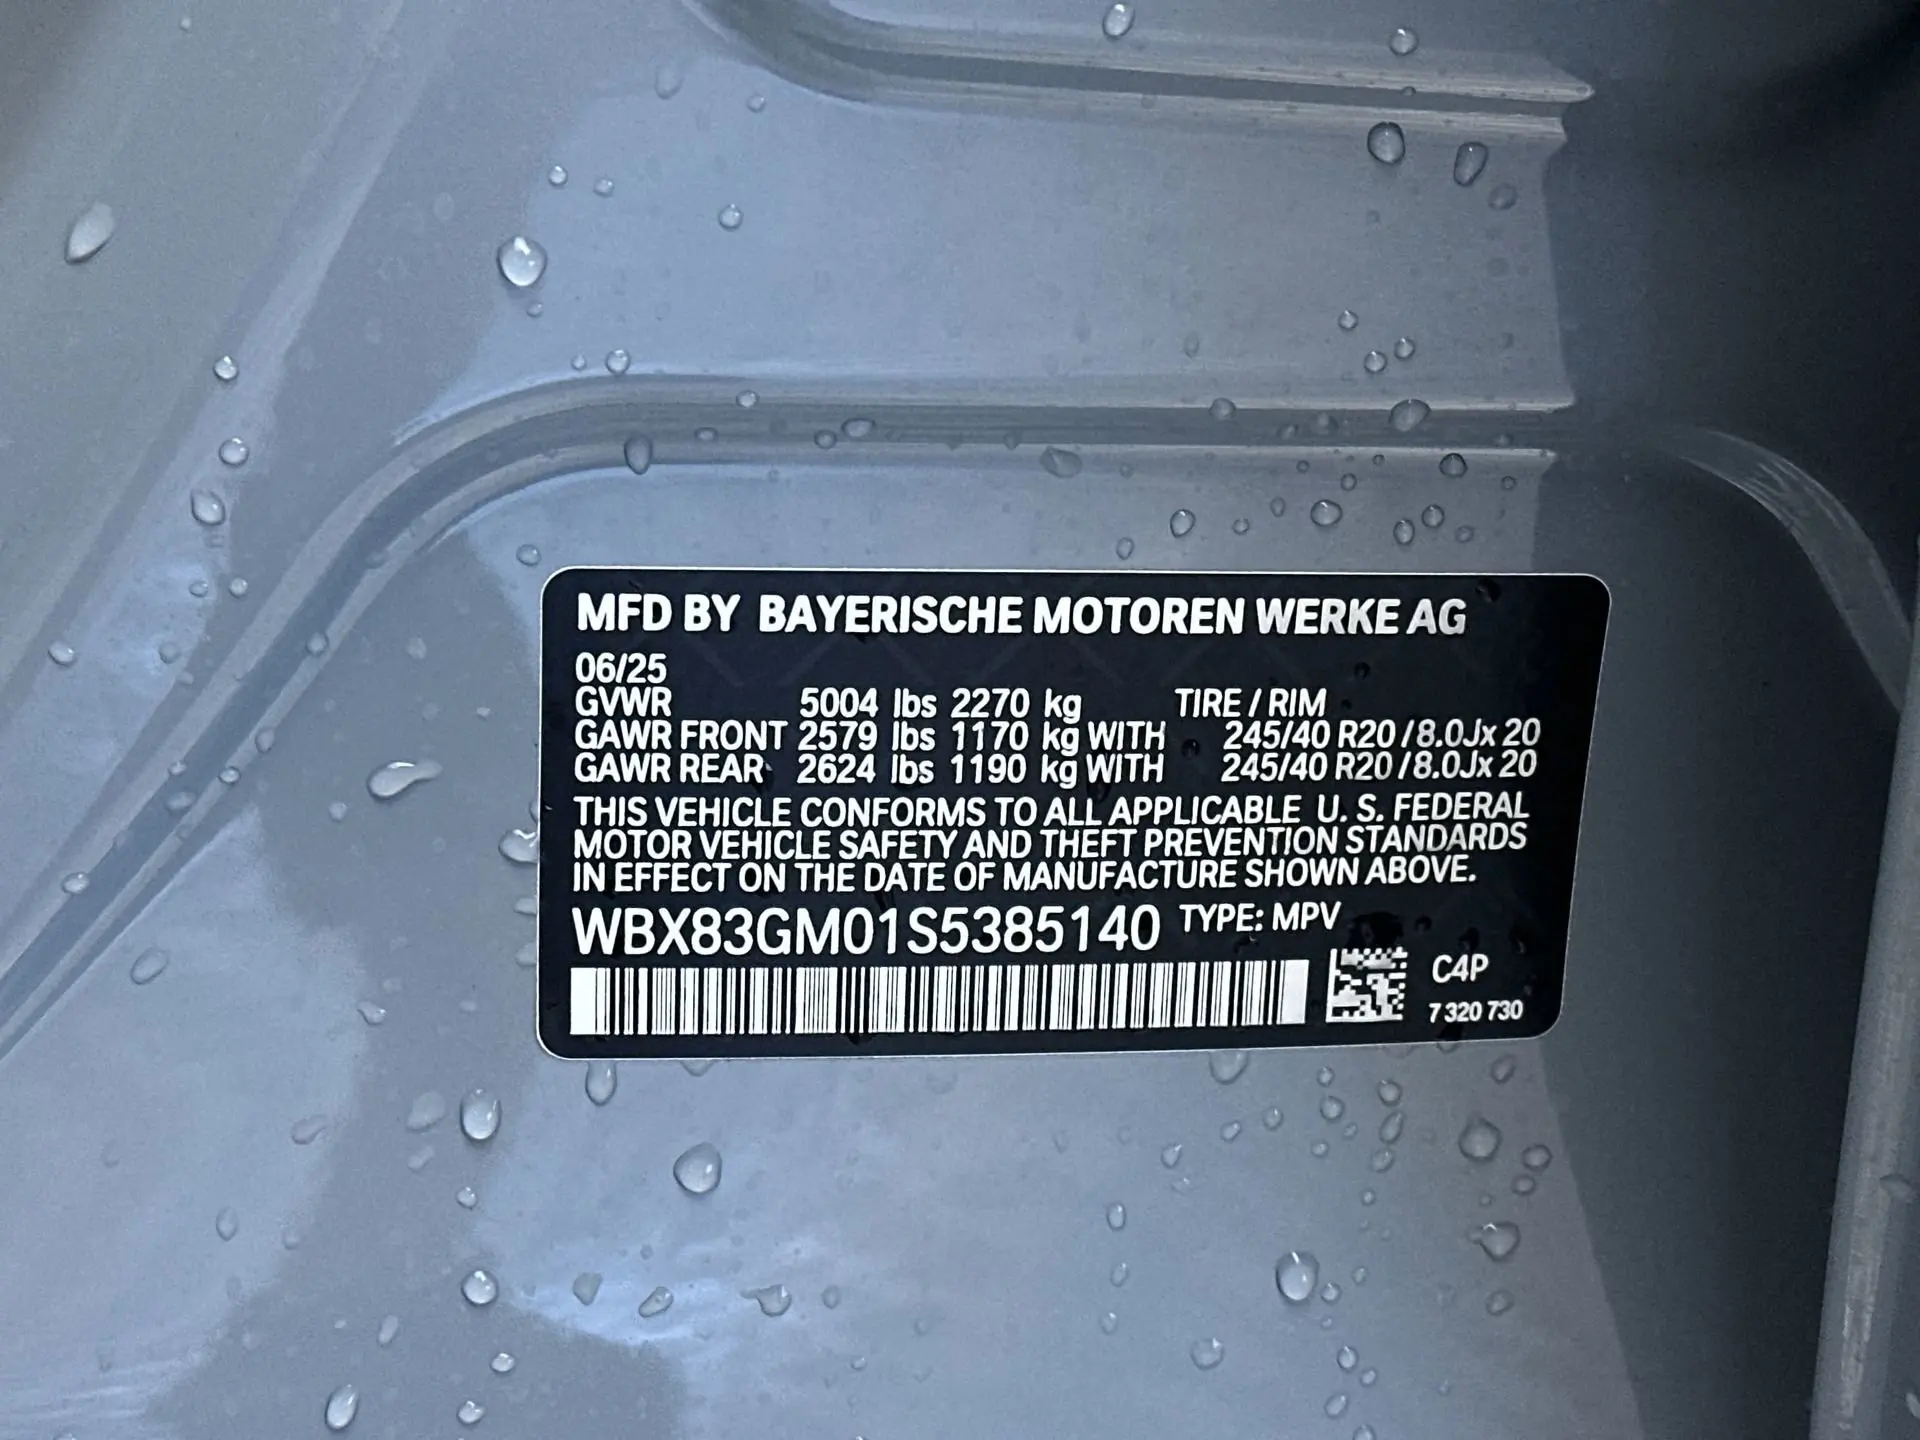 MFD BY BAYERISCHE MOTOREN WERKE AG
06/25
GVWR 5004 lbs 2270 kg TIRE / RIM
GAWR FRONT 2579 lbs 1170 kg WITH 245/40 R20 /8.0Jx 20
GAWR REAR 2624 lbs 1190 kg WITH 245/40 R20 /8.0Jx 20
THIS VEHICLE CONFORMS TO ALL APPLICABLE U. S. FEDERAL
MOTOR VEHICLE SAFETY AND THEFT PREVENTION STANDARDS
IN EFFECT ON THE DATE OF MANUFACTURE SHOWN ABOVE.
WBX83GM01S5385140 TYPE: MPV
C4P
7 320 730